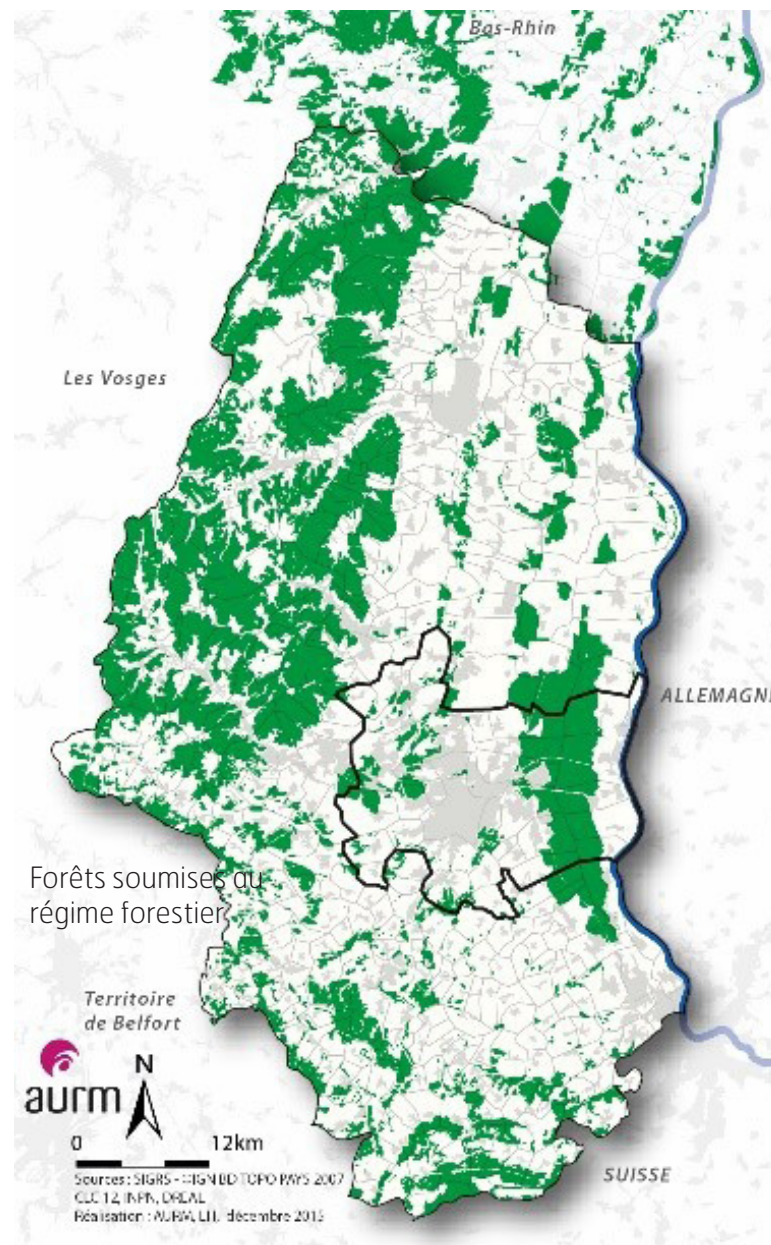 Bas-Rhin
Les Vosges
ALLEMAGNE
Forêts soumises au
régime forestier
Territoire
de Belfort
aurm
N
0 12km
SUISSE
Sources : SIGRS - ©IGN BD TOPO PAYS 2007
CLC 12, INPN, DREAL
Réalisation : AURM, LH, décembre 2015